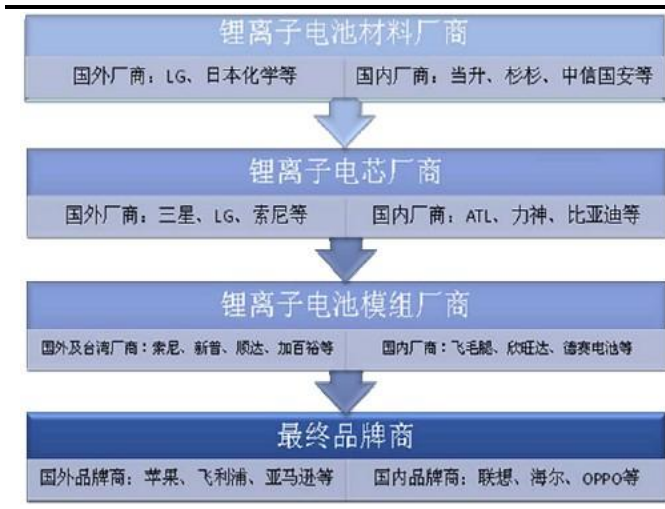 锂离子电池材料厂商
国外厂商：LG、日本化学等
国内厂商：当升、杉杉、中信国安等
锂离子电芯厂商
国外厂商：三星、LG、索尼等
国内厂商：ATL、力神、比亚迪等
锂离子电池模组厂商
国外及台湾厂商：索尼、新普、顺达、加百裕等
国内厂商：飞毛腿、欣旺达、德赛电池等
最终品牌商
国外品牌商：苹果、飞利浦、亚马逊等
国内品牌商：联想、海尔、OPPO等